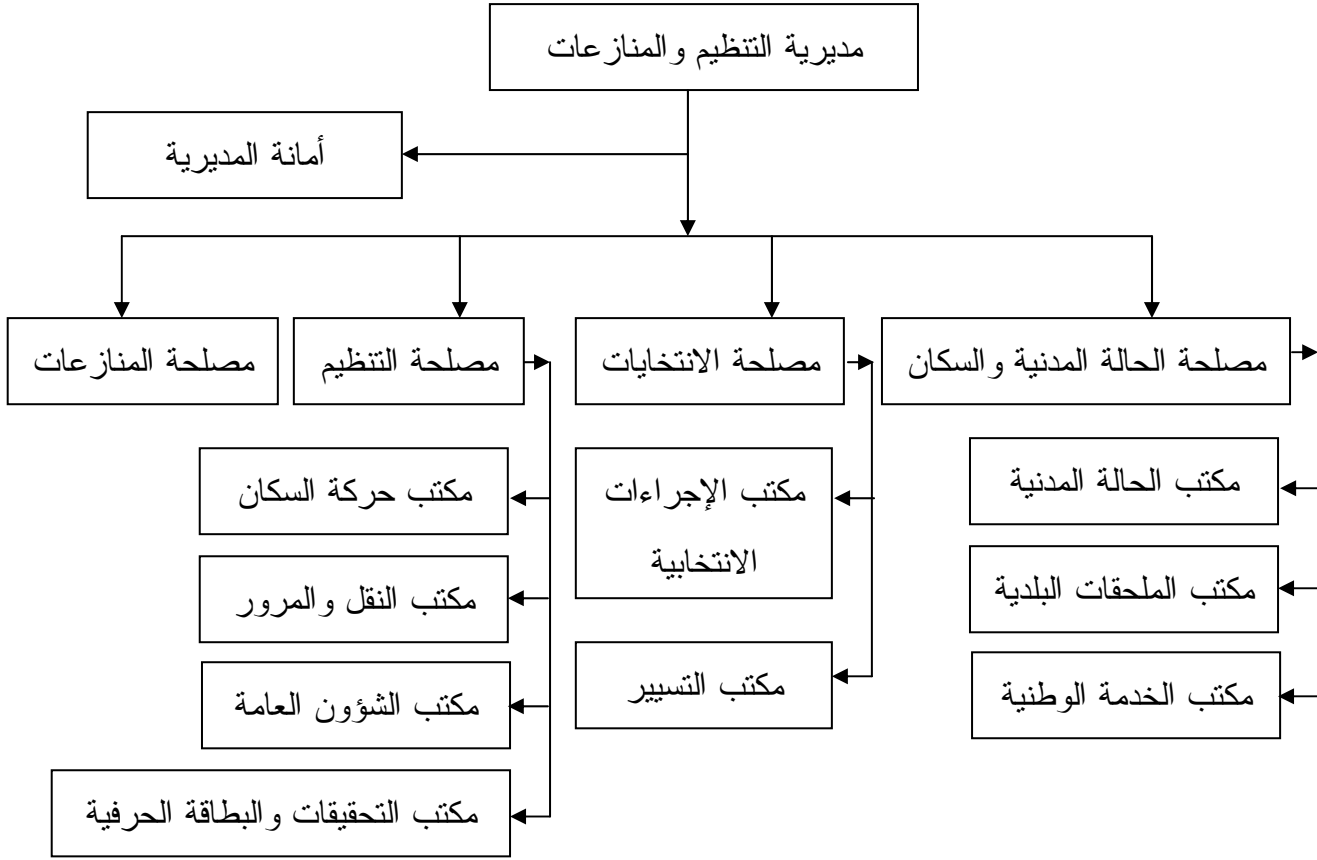 مديرية التنظيم والمنازعات
أمانة المديرية
مصلحة الحالة المدنية والسكان
مصلحة الانتخابات
مصلحة التنظيم
مصلحة المنازعات
مكتب الحالة المدنية
مكتب الملحقات البلدية
مكتب الخدمة الوطنية
مكتب الإجراءات
الانتخابية
مكتب التسيير
مكتب حركة السكان
مكتب النقل والمرور
مكتب الشؤون العامة
مكتب التحقيقات والبطاقة الحرفية